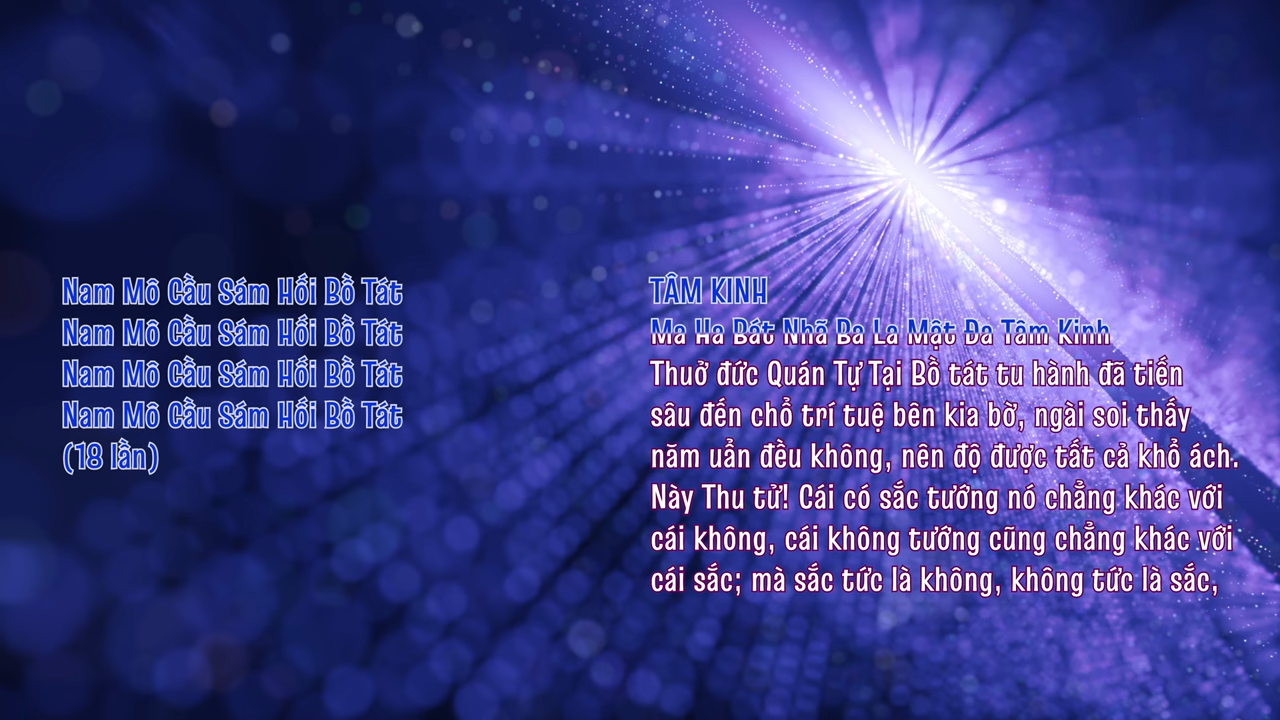 Nam Mô Cầu Sám Hối Bồ Tát
Nam Mô Cầu Sám Hối Bồ Tát
Nam Mô Cầu Sám Hối Bồ Tát
Nam Mô Cầu Sám Hối Bồ Tát
(18 lần)
TÂM KINH
Ma Ha Bát Nhã Ba La Mật Đa Tâm Kinh
Thuở đức Quán Tự Tại Bồ tát tu hành đã tiến
sâu đến chổ trí tuệ bên kia bờ, ngài soi thấy
năm uẩn đều không, nên độ được tất cả khổ ách.
Này Thu tử! Cái có sắc tướng nó chẳng khác với
cái không, cái không tướng cũng chẳng khác với
cái sắc; mà sắc tức là không, không tức là sắc,